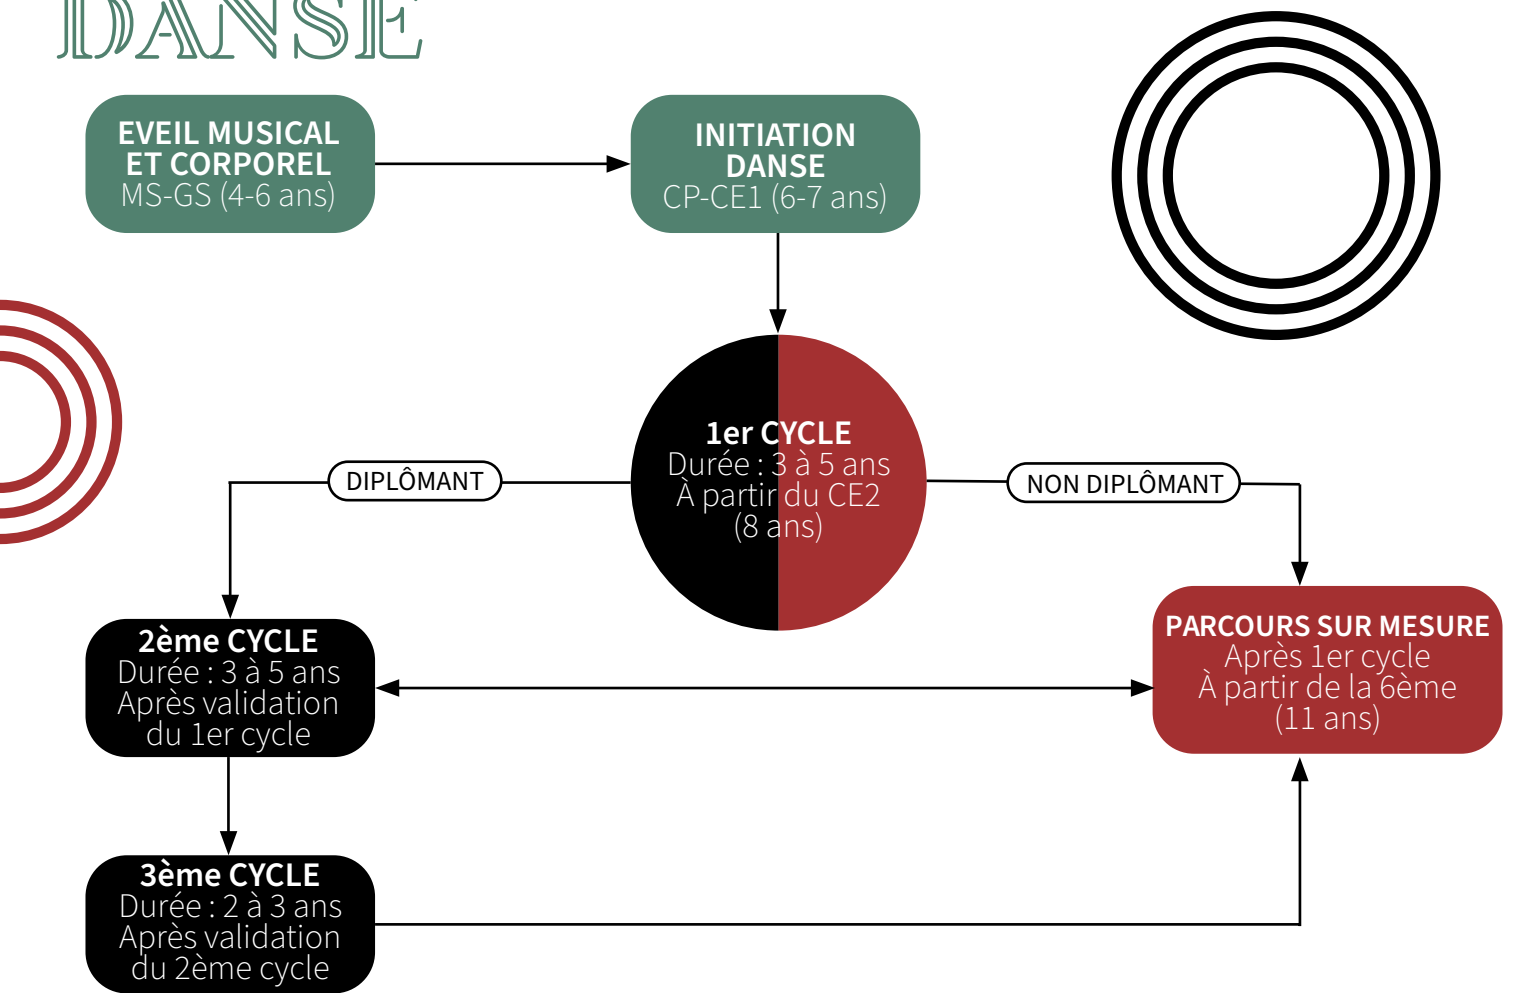 DANSE
EVEIL MUSICAL
ET CORPOREL
MS-GS (4-6 ans)
INITIATION
DANSE
CP-CE1 (6-7 ans)
1er CYCLE
Durée : 3 à 5 ans
À partir du CE2
(8 ans)
DIPLÔMANT
NON DIPLÔMANT
2ème CYCLE
Durée : 3 à 5 ans
Après validation
du 1er cycle
PARCOURS SUR MESURE
Après 1er cycle
À partir de la 6ème
(11 ans)
3ème CYCLE
Durée : 2 à 3 ans
Après validation
du 2ème cycle